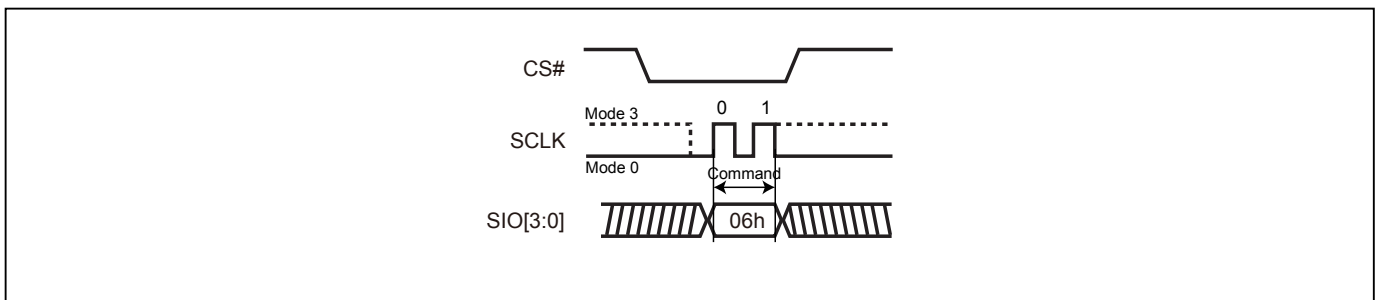 CS#
Mode 3
0 1
SCLK
Mode 0
Command
SIO[3:0]
06h